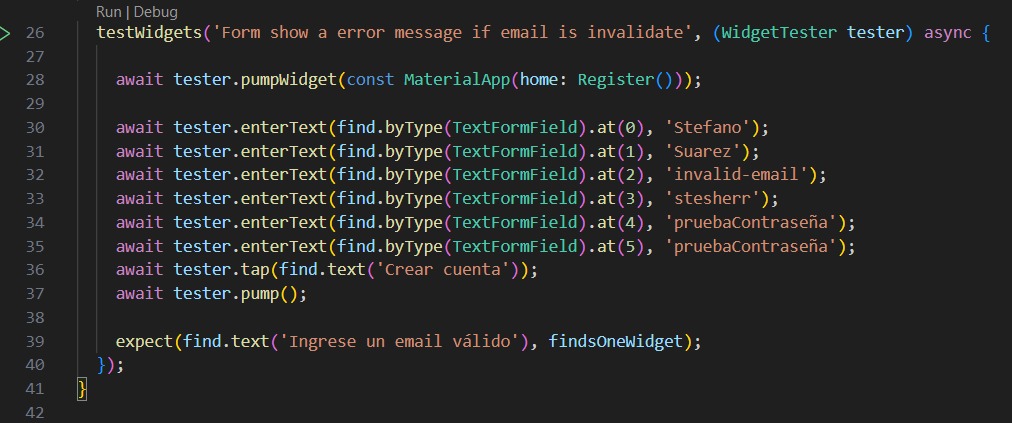 Run | Debug
26 testWidgets('Form show a error message if email is invalidate', (WidgetTester tester) async {
27
28 await tester.pumpWidget(const MaterialApp(home: Register()));
29
30 await tester.enterText(find.byType(TextFormField).at(0), 'Stefano');
31 await tester.enterText(find.byType(TextFormField).at(1), 'Suarez');
32 await tester.enterText(find.byType(TextFormField).at(2), 'invalid-email');
33 await tester.enterText(find.byType(TextFormField).at(3), 'stesherr');
34 await tester.enterText(find.byType(TextFormField).at(4), 'pruebaContraseña');
35 await tester.enterText(find.byType(TextFormField).at(5), 'pruebaContraseña');
36 await tester.tap(find.text('Crear cuenta'));
37 await tester.pump();
38
39 expect(find.text('Ingrese un email válido'), findsOneWidget);
40 });
41 }
42